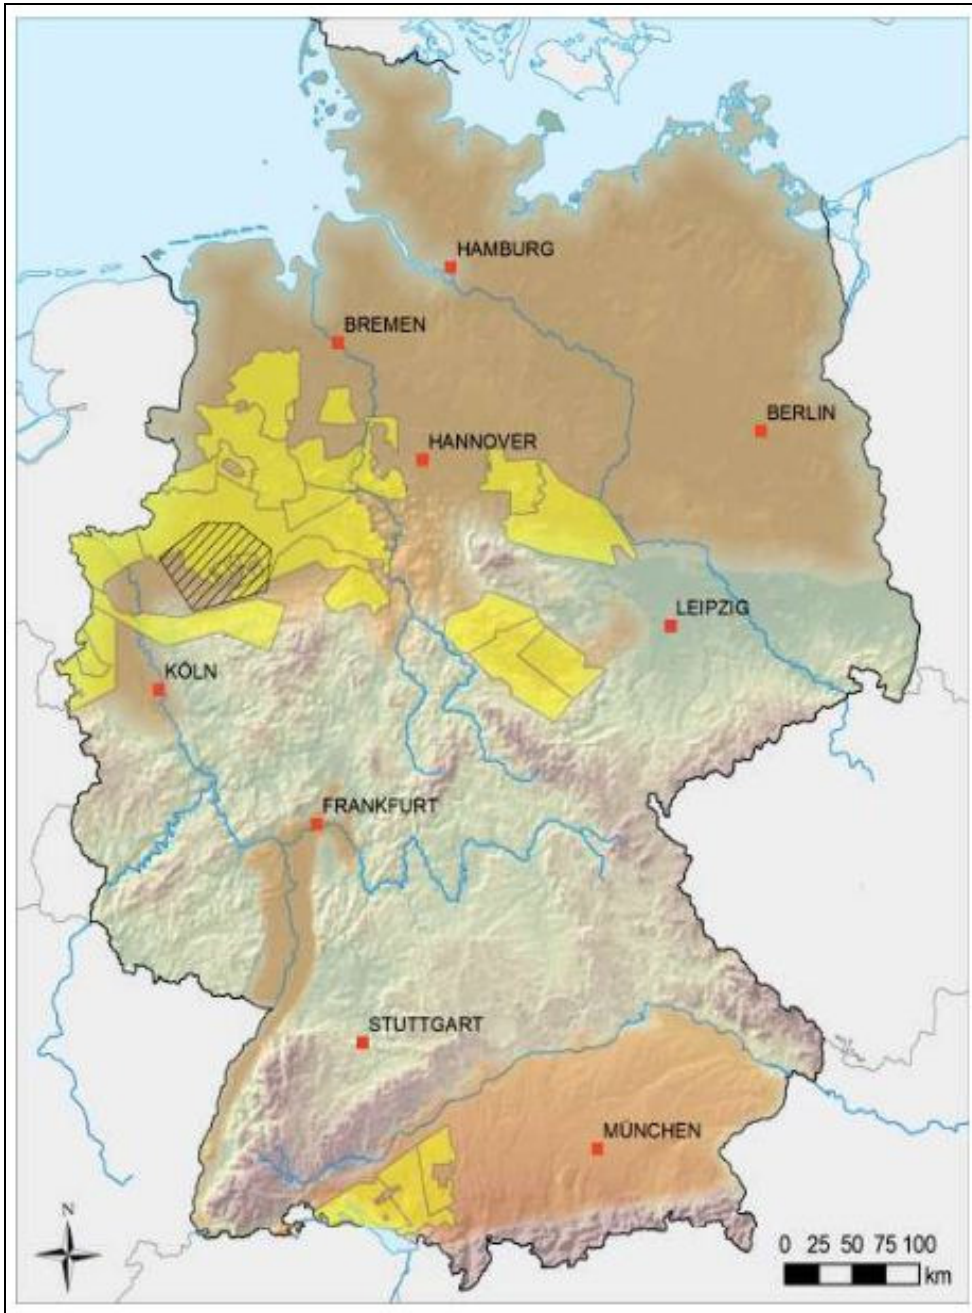 HAMBURG
BREMEN
BERLIN
HANNOVER
LEIPZIG
KÖLN
FRANKFURT
STUTTGART
MÜNCHEN
N
0 25 50 75 100
km